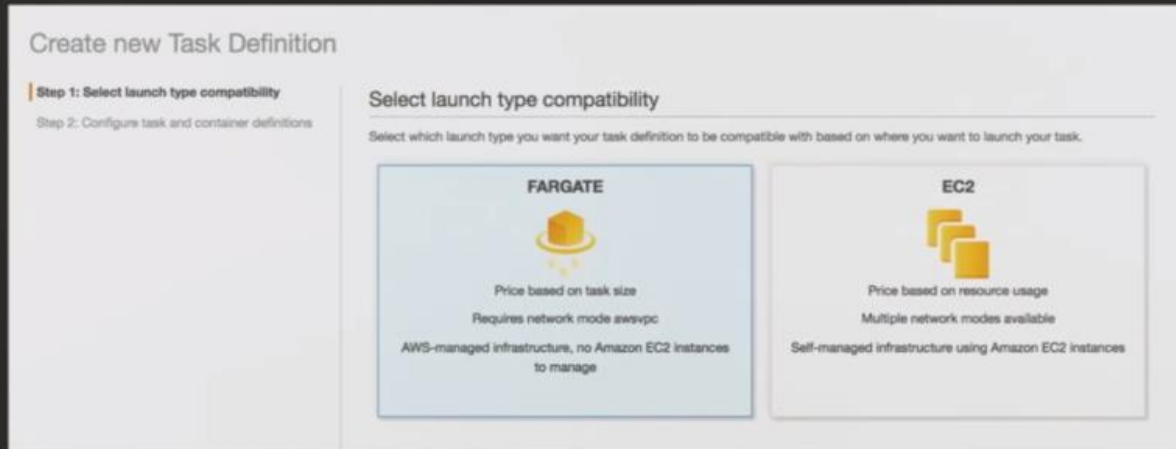 Create new Task Definition
Step 1: Select launch type compatibility
Step 2: Configure task and container definitions
Select launch type compatibility
Select which launch type you want your task definition to be compatible with based on where you want to launch your task.
FARGATE
Price based on task size
Requires network mode awsvpc
AWS-managed infrastructure, no Amazon EC2 instances
to manage
EC2
Price based on resource usage
Multiple network modes available
Self-managed infrastructure using Amazon EC2 instances